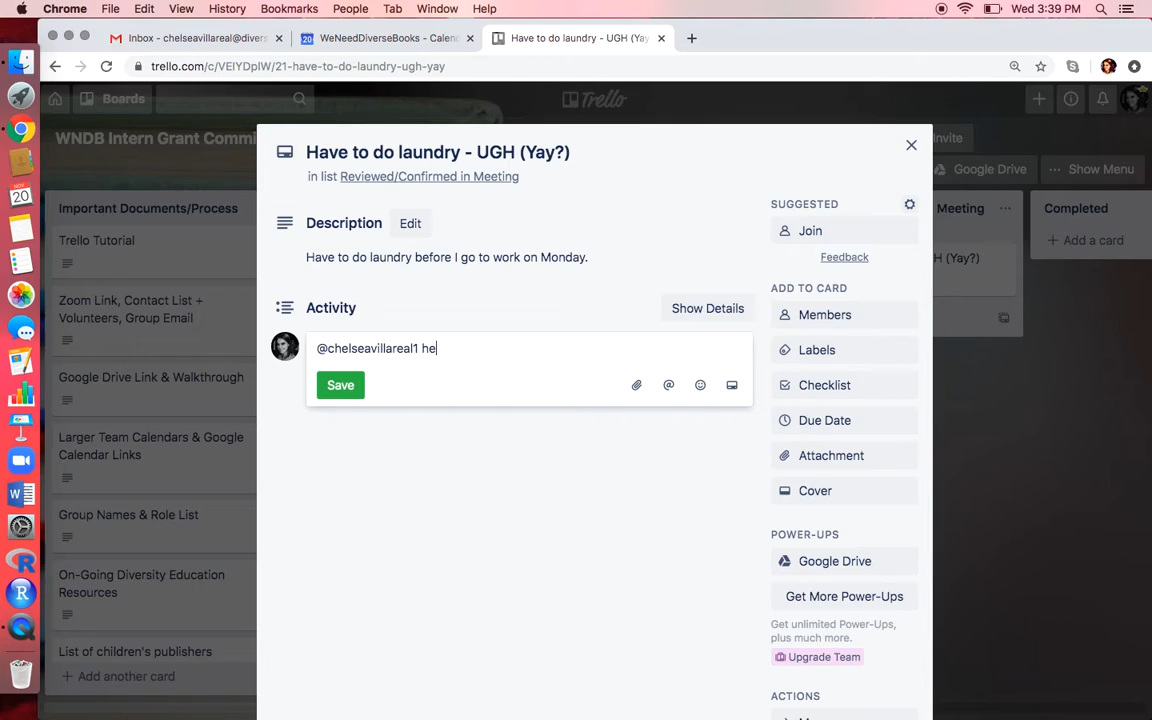 Chrome File Edit View History Bookmarks People Tab Window Help Wed 3:39 PM
Inbox - chelseavillareal@divers
WeNeedDiverseBooks - Calend
Have to do laundry - UGH (Yay?
trello.com/c/VEIYDpIW/21-have-to-do-laundry-ugh-yay
Boards
Trello
WNDB Intern Grant Commi
Invite
Google Drive
Show Menu
Important Documents/Process
Trello Tutorial
Zoom Link, Contact List +
Volunteers, Group Email
Google Drive Link & Walkthrough
Larger Team Calendars & Google
Calendar Links
Group Names & Role List
On-Going Diversity Education
Resources
List of children's publishers
+ Add another card
Have to do laundry - UGH (Yay?)
in list Reviewed/Confirmed in Meeting
Description Edit
Have to do laundry before I go to work on Monday.
Activity
Show Details
@chelseavillareal1 he
Save
SUGGESTED
Join
Feedback
ADD TO CARD
Members
Labels
Checklist
Due Date
Attachment
Cover
POWER-UPS
Google Drive
Get More Power-Ups
Get unlimited Power-Ups,
plus much more.
Upgrade Team
ACTIONS
Meeting
H (Yay?)
Completed
+ Add a card
NOV
20